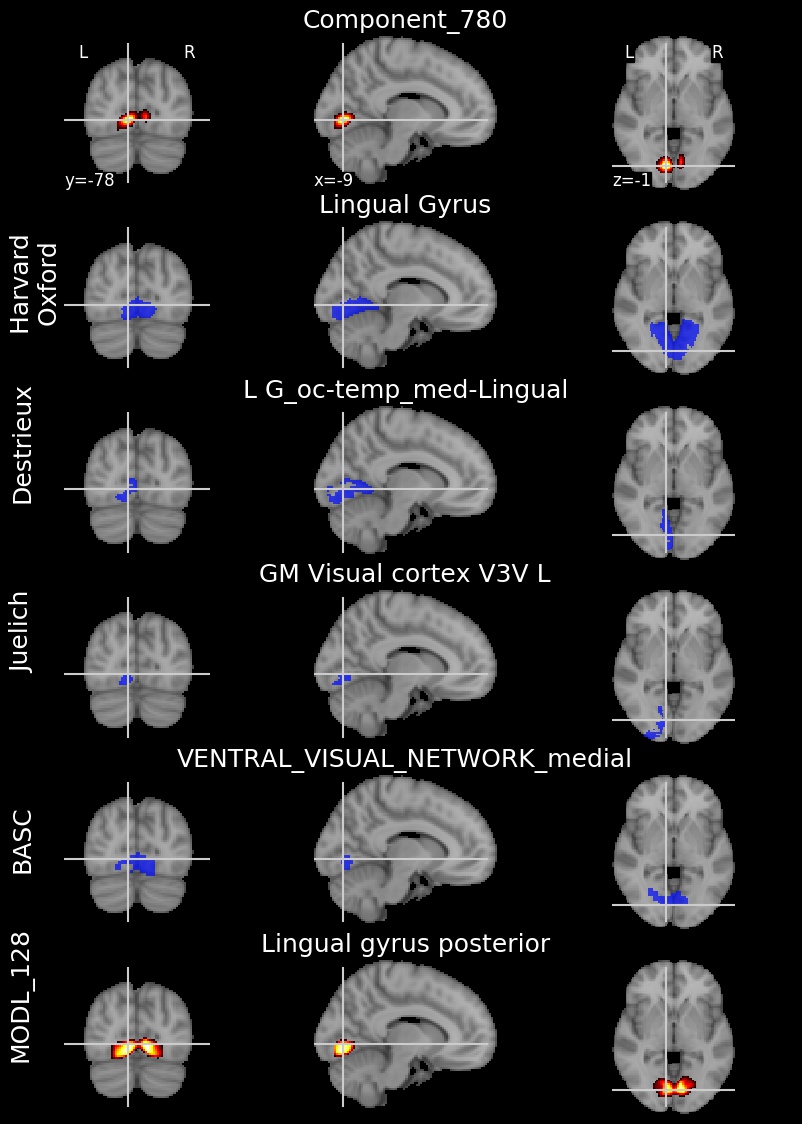 Component_780
L R
L R
y=-78
x=-9
z=-1
Harvard
Oxford
Lingual Gyrus
Destrieux
L G_oc-temp_med-Lingual
Juelich
GM Visual cortex V3V L
BASC
VENTRAL_VISUAL_NETWORK_medial
MODL_128
Lingual gyrus posterior